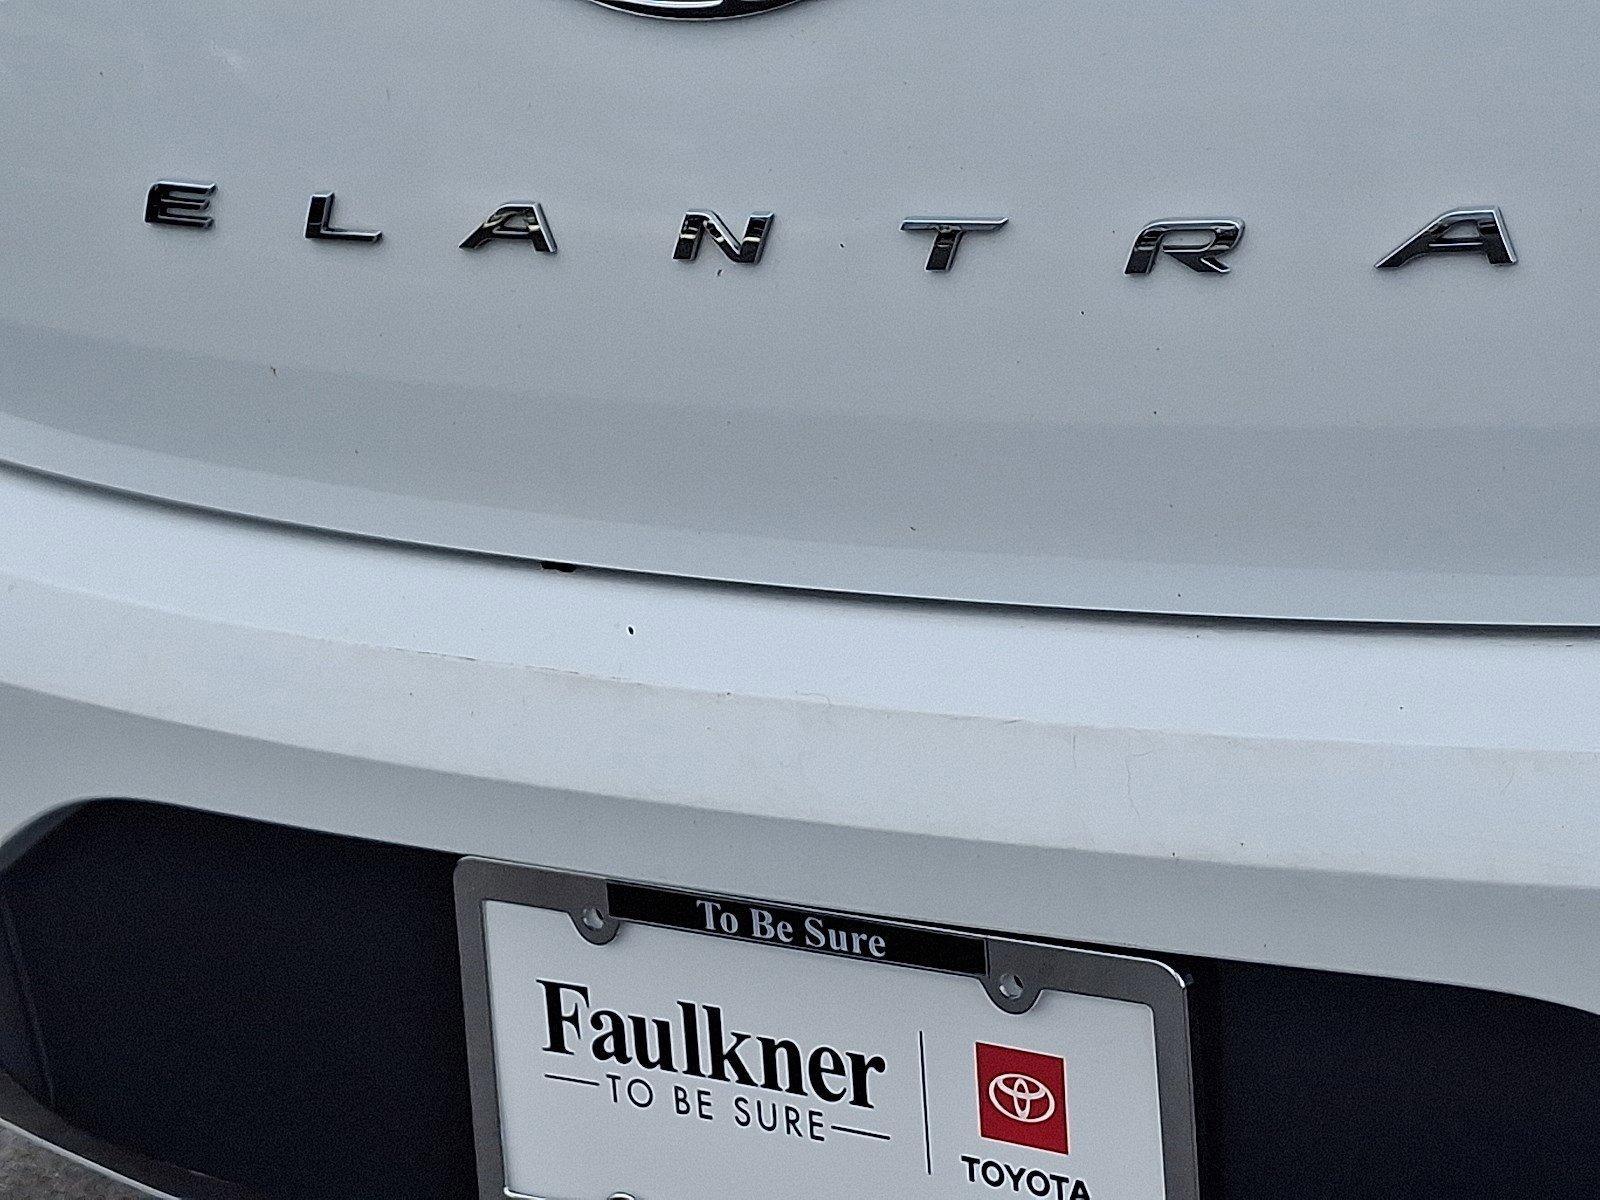 ELANTRA
To Be Sure
Faulkner
TO BE SURE
TOYOTA